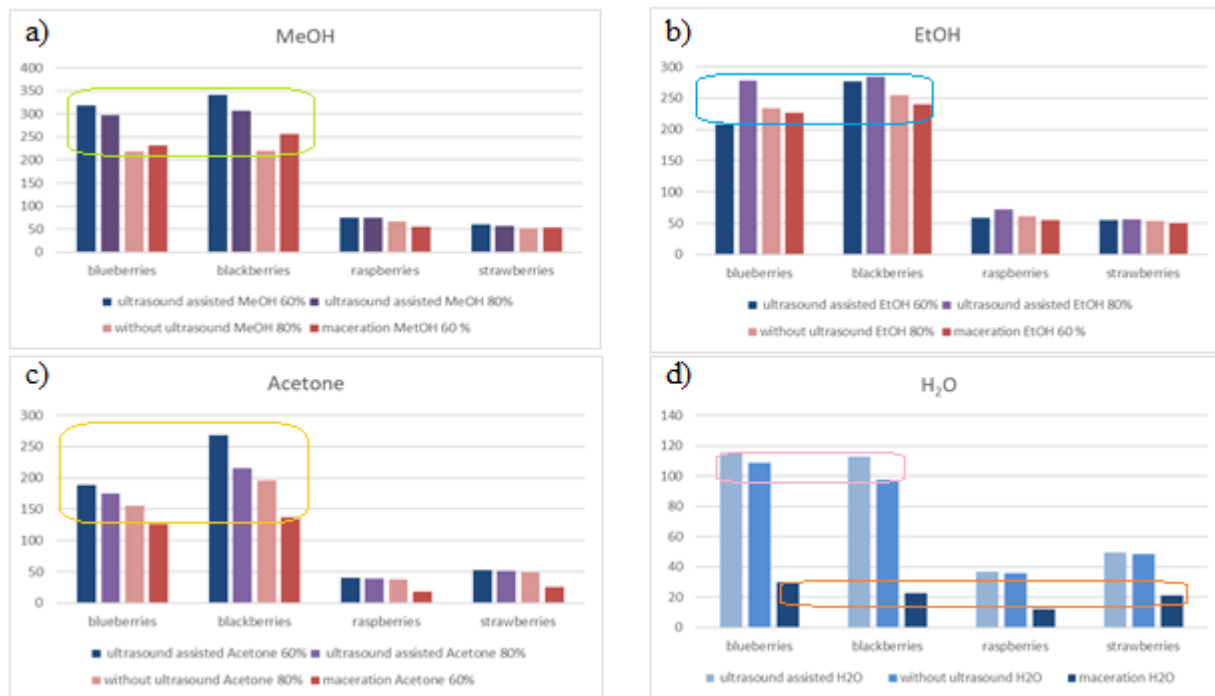 a)
MeOH
400
350
300
250
200
150
100
50
0
blueberries blackberries raspberries strawberries
ultrasound assisted MeOH 60% ultrasound assisted MeOH 80%
without ultrasound MeOH 80% maceration MetOH 60 %
b)
EtOH
300
250
200
150
100
50
0
blueberries blackberries raspberries strawberries
ultrasound assisted EtOH 60% ultrasound assisted EtOH 80%
without ultrasound EtOH 80% maceration EtOH 60 %
c)
Acetone
300
250
200
150
100
50
0
blueberries blackberries raspberries strawberries
ultrasound assisted Acetone 60% ultrasound assisted Acetone 80%
without ultrasound Acetone 80% maceration Acetone 60%
d)
H₂O
140
120
100
80
60
40
20
0
blueberries blackberries raspberries strawberries
ultrasound assisted H2O without ultrasound H2O maceration H2O